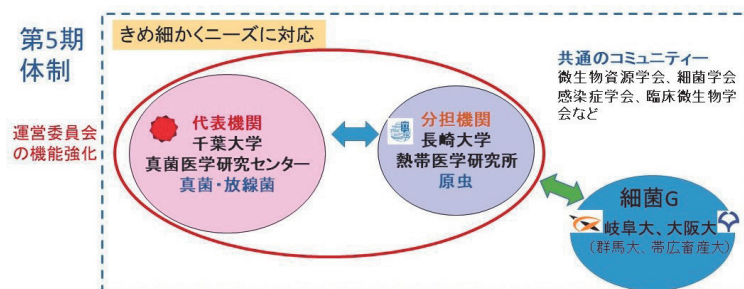 第5期
体制
きめ細かくニーズに対応
共通のコミュニティー
微生物資源学会、細菌学会
感染症学会、臨床微生物学
会など
運営委員会
の機能強化
代表機関
千葉大学
真菌医学研究センター
真菌・放線菌
分担機関
長崎大学
熱帯医学研究所
原虫
細菌G
岐阜大、大阪大
（群馬大、帯広畜産大）